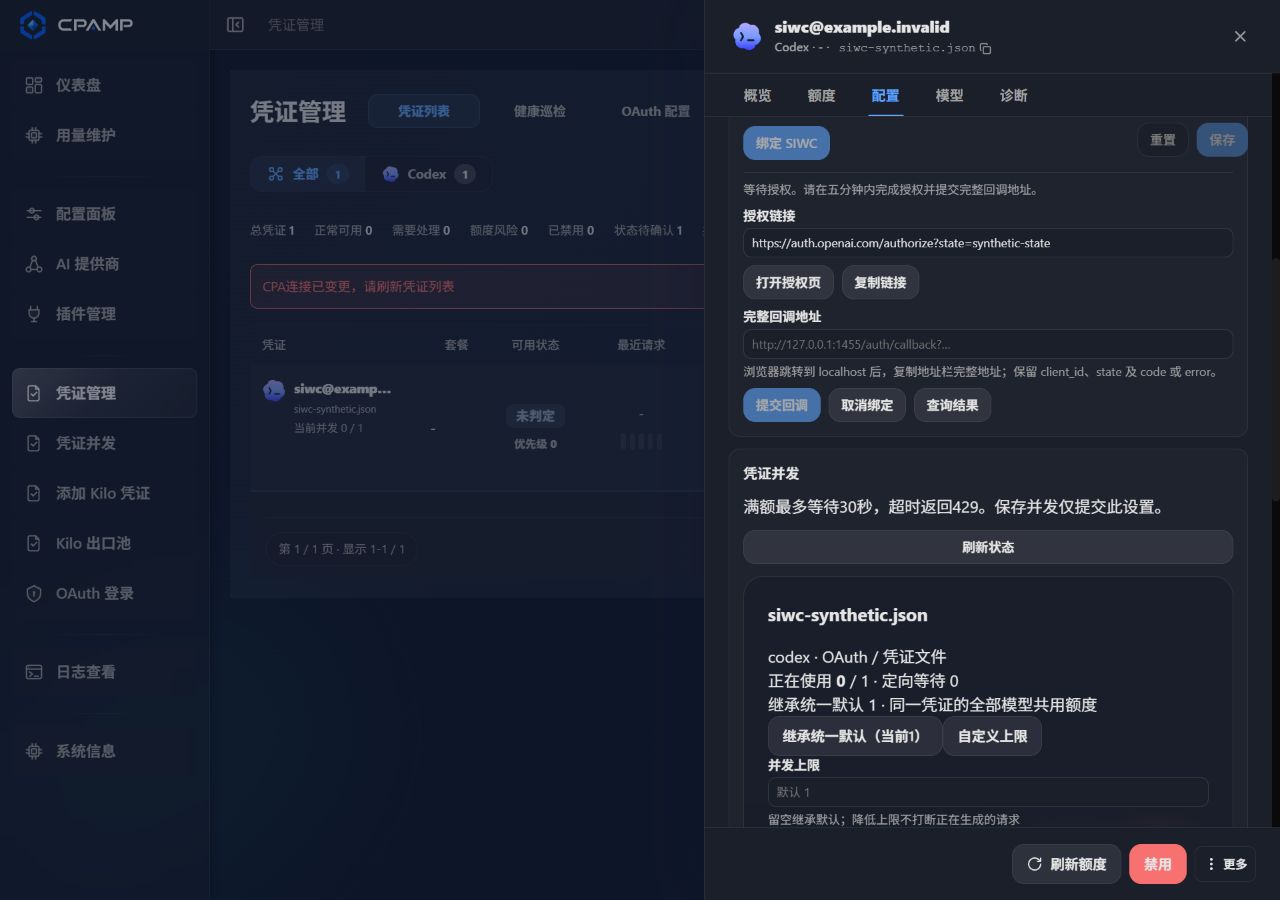 CPAMP
仪表盘
用量维护
配置面板
AI 提供商
插件管理
凭证管理
凭证并发
添加 Kilo 凭证
Kilo 出口池
OAuth 登录
日志查看
系统信息
凭证管理
凭证管理
凭证列表
健康巡检
OAuth 配置
全部 1
Codex 1
总凭证 1 正常可用 0 需要处理 0 额度风险 0 已禁用 0 状态待确认 1
CPA连接已变更，请刷新凭证列表
凭证 套餐 可用状态 最近请求
siwc@examp...
siwc-synthetic.json
当前并发 0 / 1
-
未判定
优先级 0
-
第 1 / 1 页 · 显示 1-1 / 1
siwc@example.invalid
Codex · - · siwc-synthetic.json
概览 额度 配置 模型 诊断
绑定 SIWC
重置
保存
等待授权。请在五分钟内完成授权并提交完整回调地址。
授权链接
https://auth.openai.com/authorize?state=synthetic-state
打开授权页
复制链接
完整回调地址
http://127.0.0.1:1455/auth/callback?...
浏览器跳转到 localhost 后，复制地址栏完整地址；保留 client_id、state 及 code 或 error。
提交回调
取消绑定
查询结果
凭证并发
满额最多等待30秒，超时返回429。保存并发仅提交此设置。
刷新状态
siwc-synthetic.json
codex · OAuth / 凭证文件
正在使用 0 / 1 · 定向等待 0
继承统一默认 1 · 同一凭证的全部模型共用额度
继承统一默认（当前1）
自定义上限
并发上限
默认 1
留空继承默认；降低上限不打断正在生成的请求
刷新额度
禁用
更多